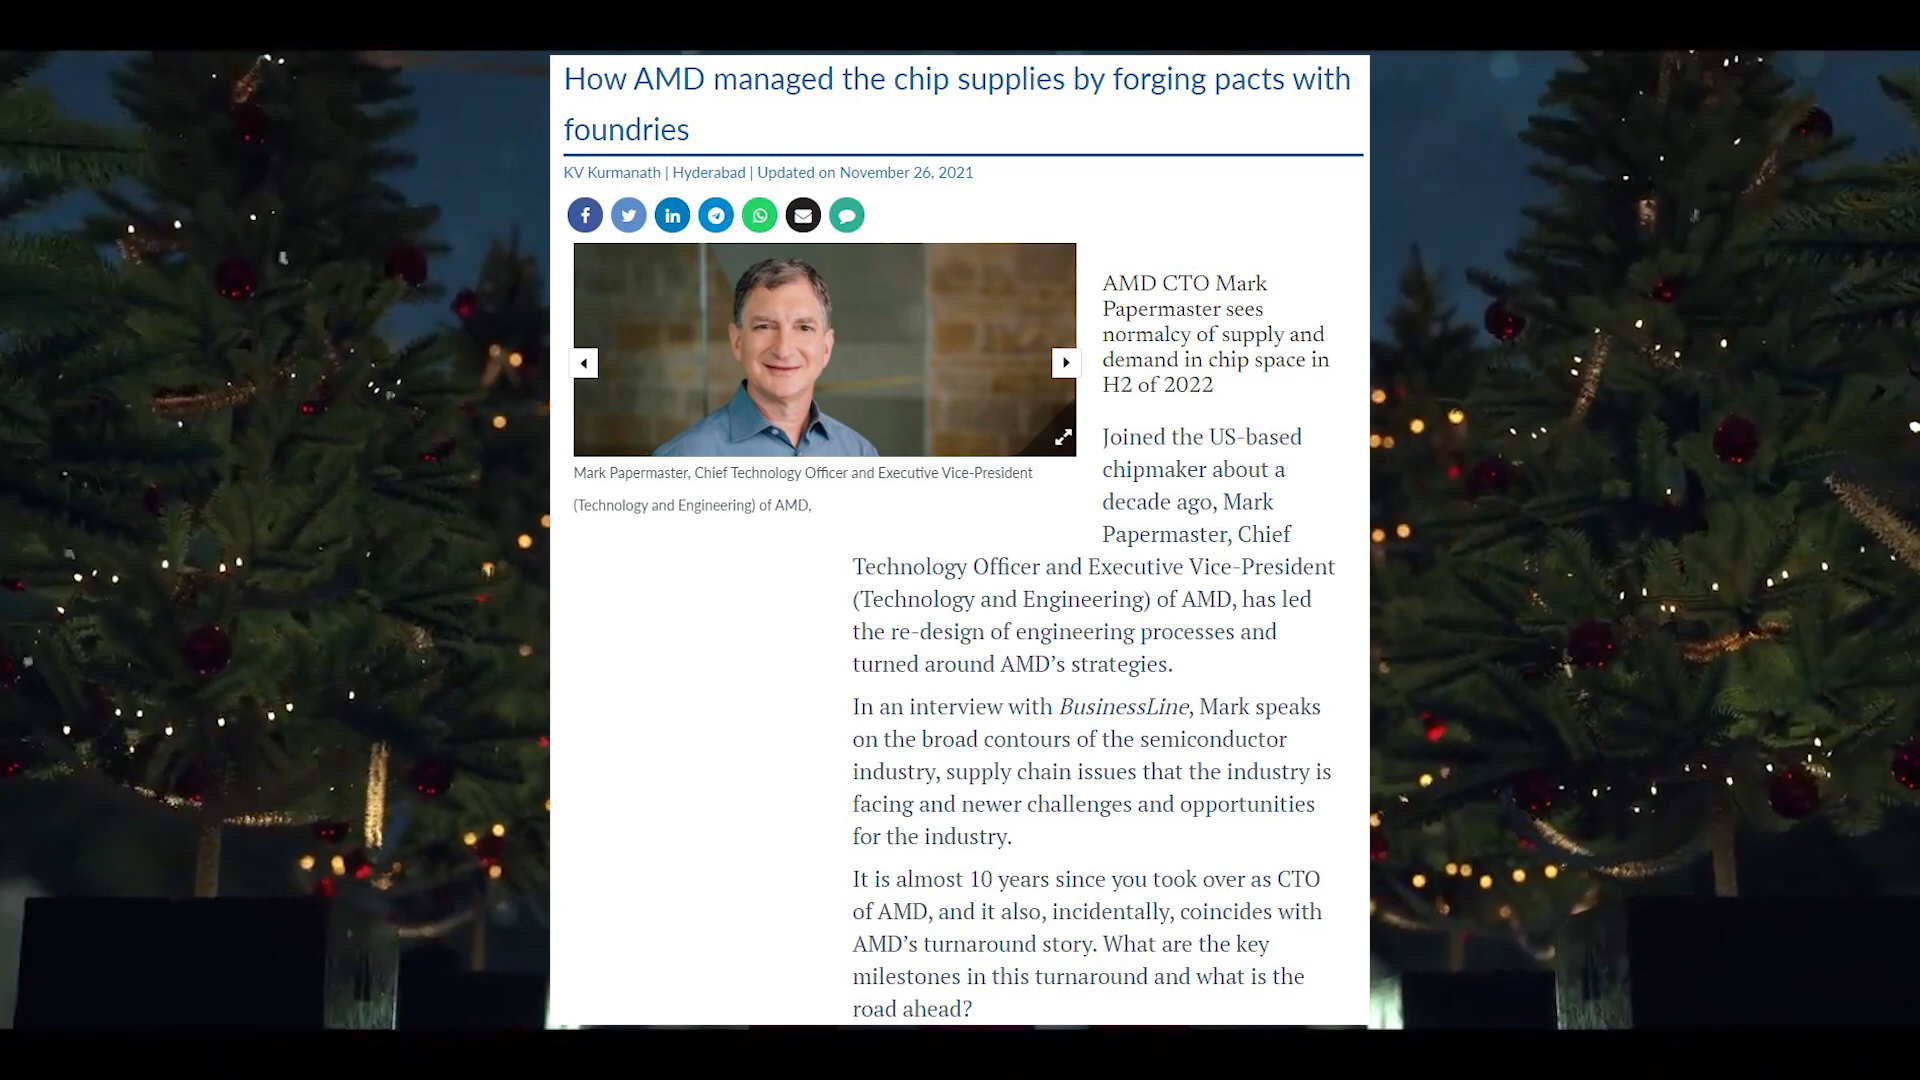 How AMD managed the chip supplies by forging pacts with
foundries
KV Kurmanath | Hyderabad | Updated on November 26, 2021
AMD CTO Mark
Papermaster sees
normalcy of supply and
demand in chip space in
H2 of 2022
Mark Papermaster, Chief Technology Officer and Executive Vice-President
(Technology and Engineering) of AMD,
Joined the US-based
chipmaker about a
decade ago, Mark
Papermaster, Chief
Technology Officer and Executive Vice-President
(Technology and Engineering) of AMD, has led
the re-design of engineering processes and
turned around AMD’s strategies.
In an interview with BusinessLine, Mark speaks
on the broad contours of the semiconductor
industry, supply chain issues that the industry is
facing and newer challenges and opportunities
for the industry.
It is almost 10 years since you took over as CTO
of AMD, and it also, incidentally, coincides with
AMD’s turnaround story. What are the key
milestones in this turnaround and what is the
road ahead?